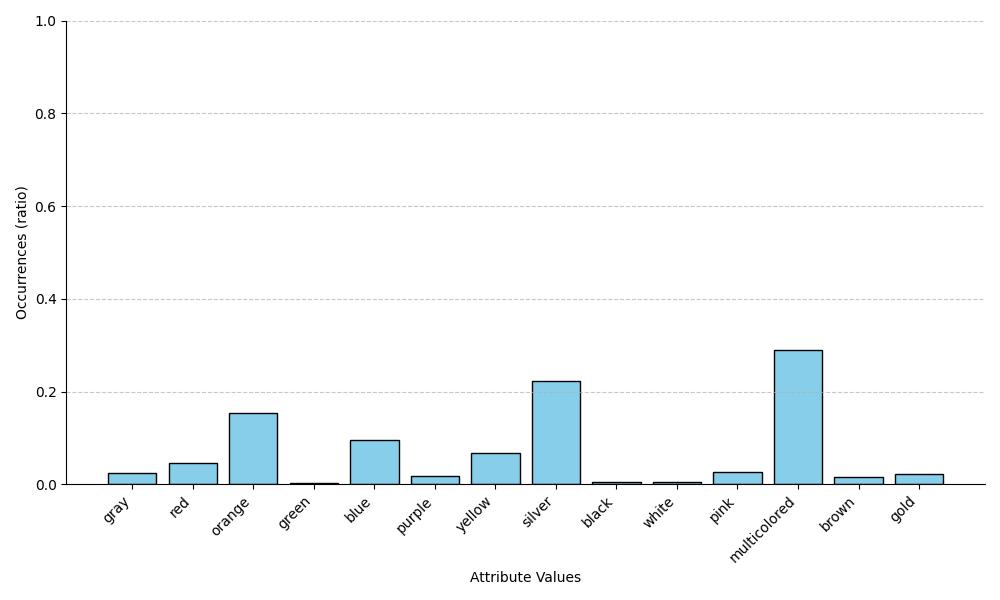 1.0
0.8
0.6
0.4
0.2
0.0
Occurrences (ratio)
gray
red
orange
green
blue
purple
yellow
silver
black
white
pink
multicolored
brown
gold
Attribute Values